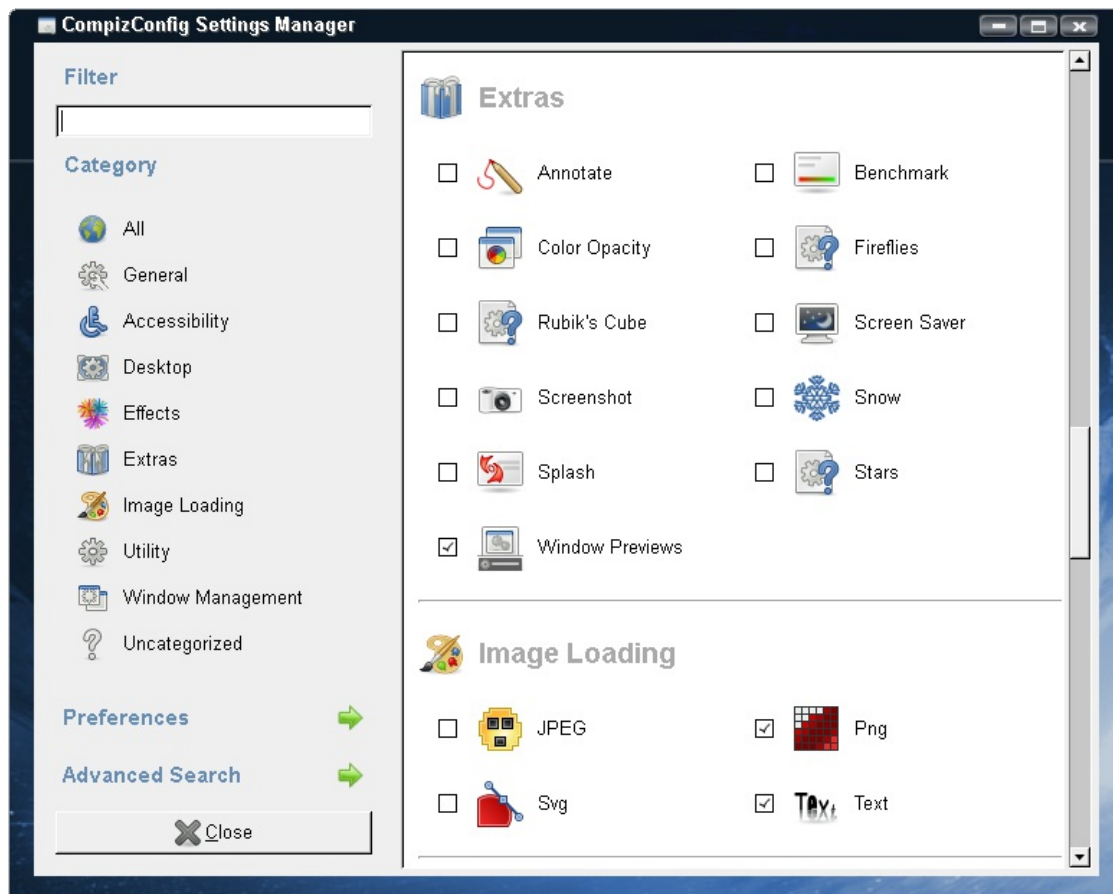 CompizConfig Settings Manager
Filter
Category
All
General
Accessibility
Desktop
Effects
Extras
Image Loading
Utility
Window Management
Uncategorized
Preferences
Advanced Search
Close
Extras
Annotate
Benchmark
Color Opacity
Fireflies
Rubik's Cube
Screen Saver
Screenshot
Snow
Splash
Stars
Window Previews
Image Loading
JPEG
Png
Svg
Text
Text